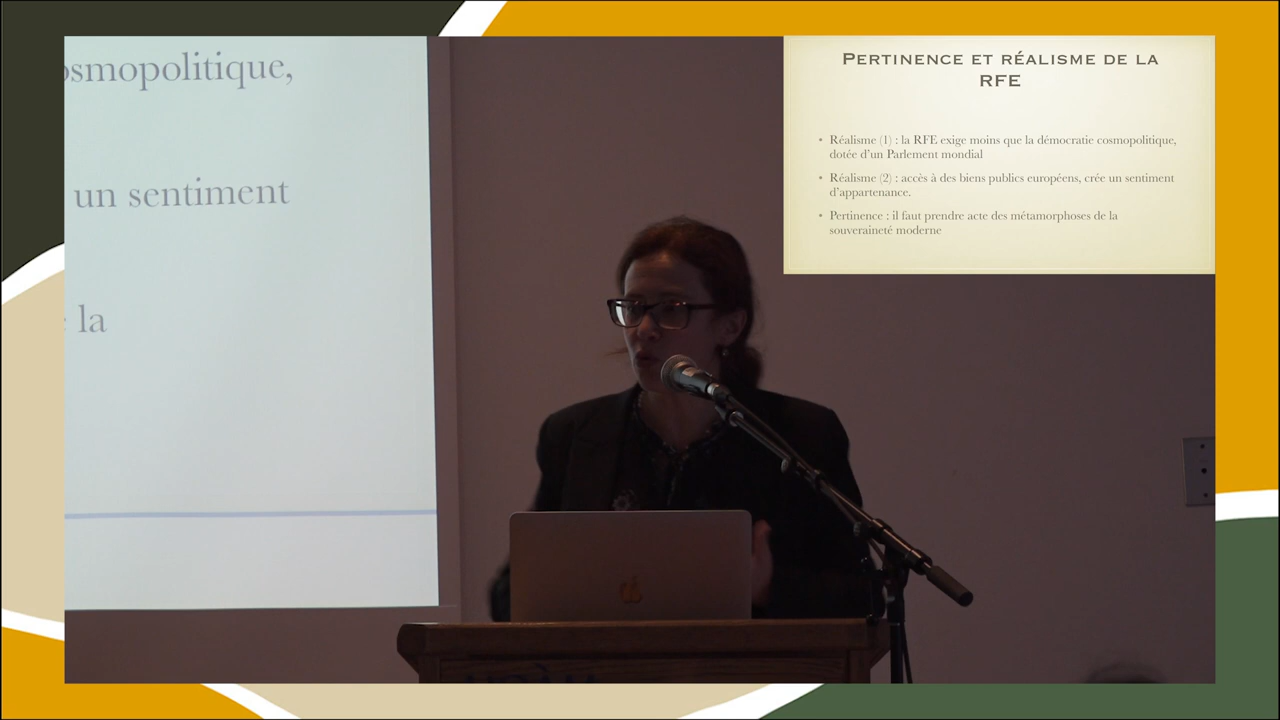 osmopolitique,
un sentiment
la
PERTINENCE ET RÉALISME DE LA
RFE
• Réalisme (1) : la RFE exige moins que la démocratie cosmopolitique,
dotée d'un Parlement mondial
• Réalisme (2) : accès à des biens publics européens, crée un sentiment
d'appartenance.
• Pertinence : il faut prendre acte des métamorphoses de la
souveraineté moderne